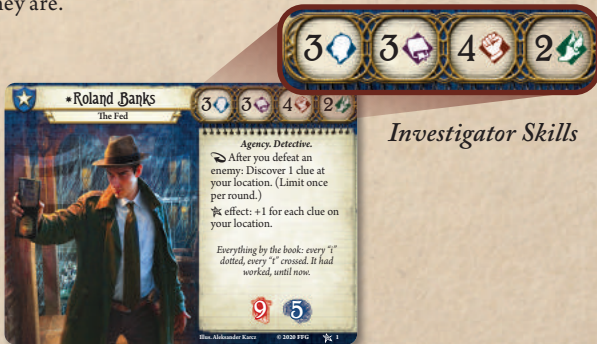 they are.
3 3 4 2
Investigator Skills
Roland Banks
The Fed
3 3 4 2
Agency. Detective.
After you defeat an
enemy: Discover 1 clue at
your location. (Limit once
per round.)
effect: +1 for each clue on
your location.
Everything by the book: every “i”
dotted, every “t” crossed. It had
worked, until now.
9 5
Illus. Aleksander Karcz © 2020 FFG 1